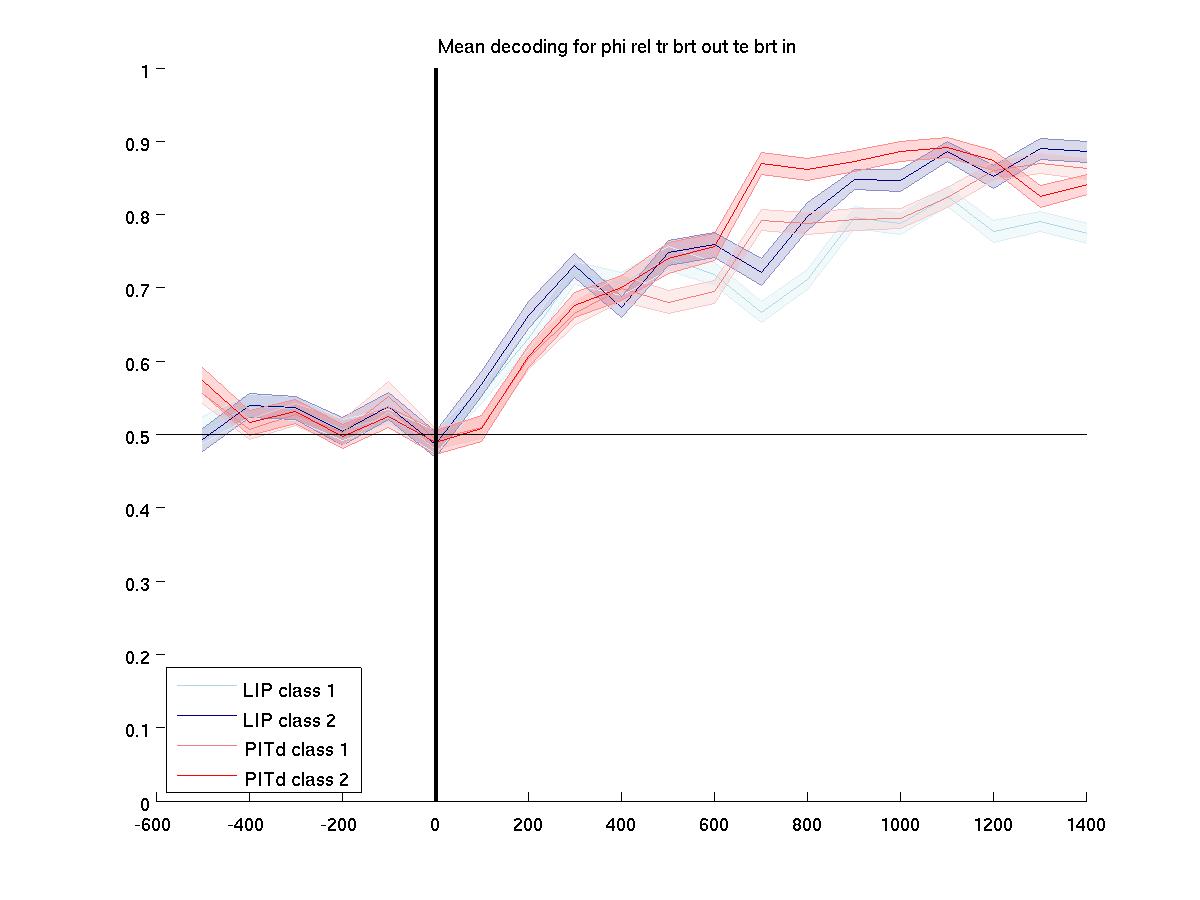 Mean decoding for phi rel tr brt out te brt in
1
0.9
0.8
0.7
0.6
0.5
0.4
0.3
0.2
0.1
0
LIP class 1
LIP class 2
PITd class 1
PITd class 2
-600 -400 -200 0 200 400 600 800 1000 1200 1400